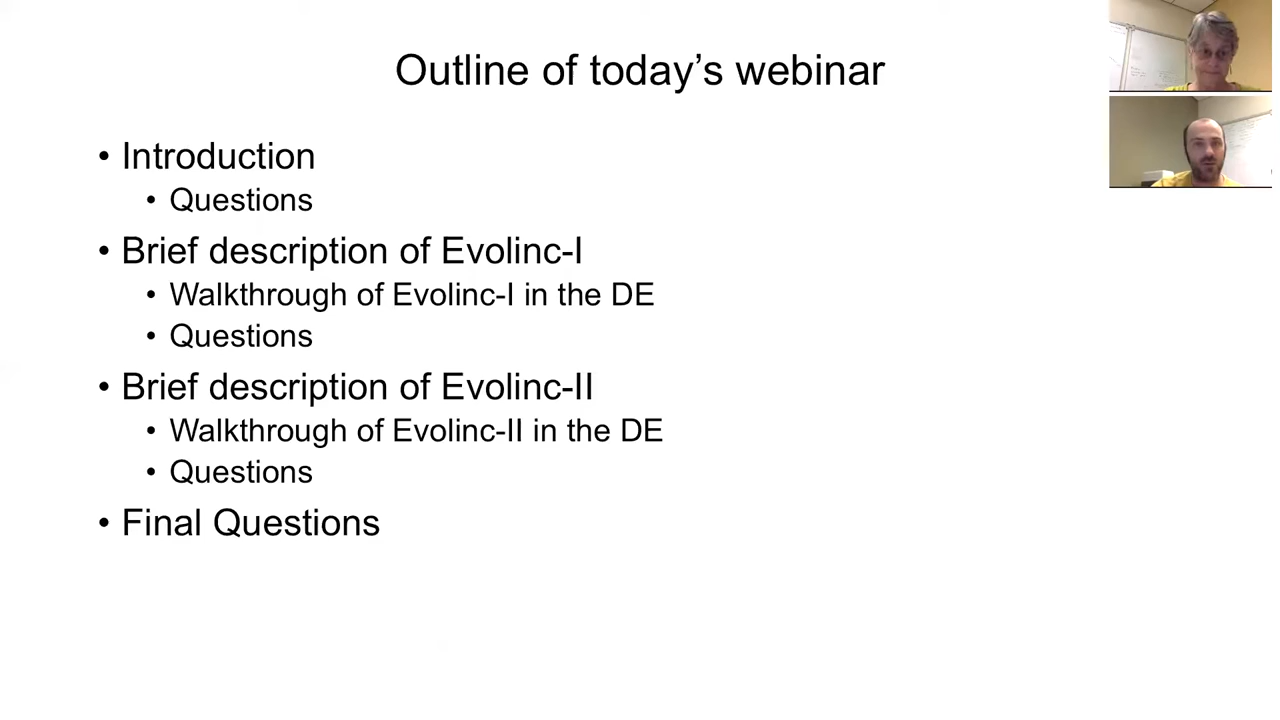 Outline of today's webinar
• Introduction
• Questions
• Brief description of Evolinc-I
• Walkthrough of Evolinc-I in the DE
• Questions
• Brief description of Evolinc-II
• Walkthrough of Evolinc-II in the DE
• Questions
• Final Questions